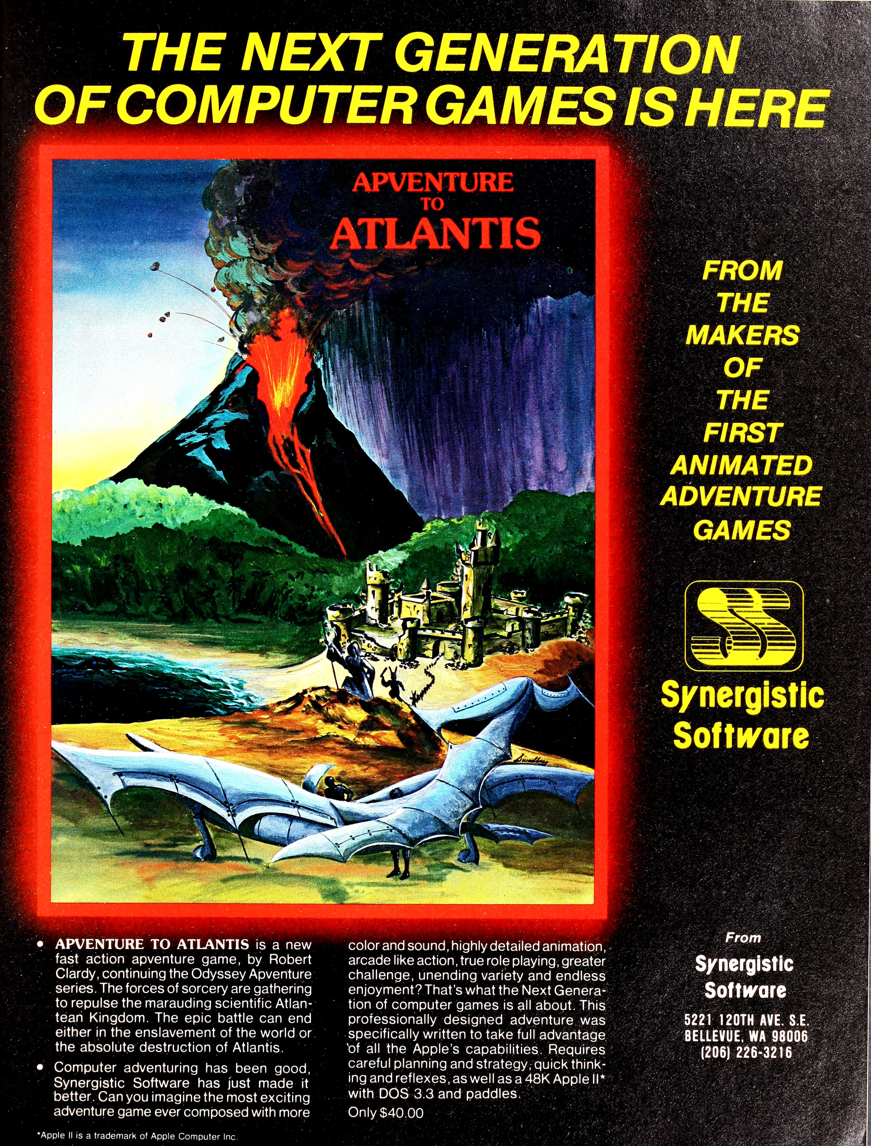 THE NEXT GENERATION
OF COMPUTER GAMES IS HERE
APVENTURE
TO
ATLANTIS
FROM
THE
MAKERS
OF
THE
FIRST
ANIMATED
ADVENTURE
GAMES
SS
Synergistic
Software
• APVENTURE TO ATLANTIS is a new
fast action apventure game, by Robert
Clardy, continuing the Odyssey Apventure
series. The forces of sorcery are gathering
to repulse the marauding scientific Atlan-
tean Kingdom. The epic battle can end
either in the enslavement of the world or
the absolute destruction of Atlantis.
• Computer adventuring has been good,
Synergistic Software has just made it
better. Can you imagine the most exciting
adventure game ever composed with more
color and sound, highly detailed animation,
arcade like action, true role playing, greater
challenge, unending variety and endless
enjoyment? That's what the Next Genera-
tion of computer games is all about. This
professionally designed adventure was
specifically written to take full advantage
of all the Apple's capabilities. Requires
careful planning and strategy, quick think-
ing and reflexes, as well as a 48K Apple II*
with DOS 3.3 and paddles.
Only $40.00
From
Synergistic
Software
5221 120TH AVE. S.E.
BELLEVUE, WA 98006
(206) 226-3216
*Apple II is a trademark of Apple Computer Inc.